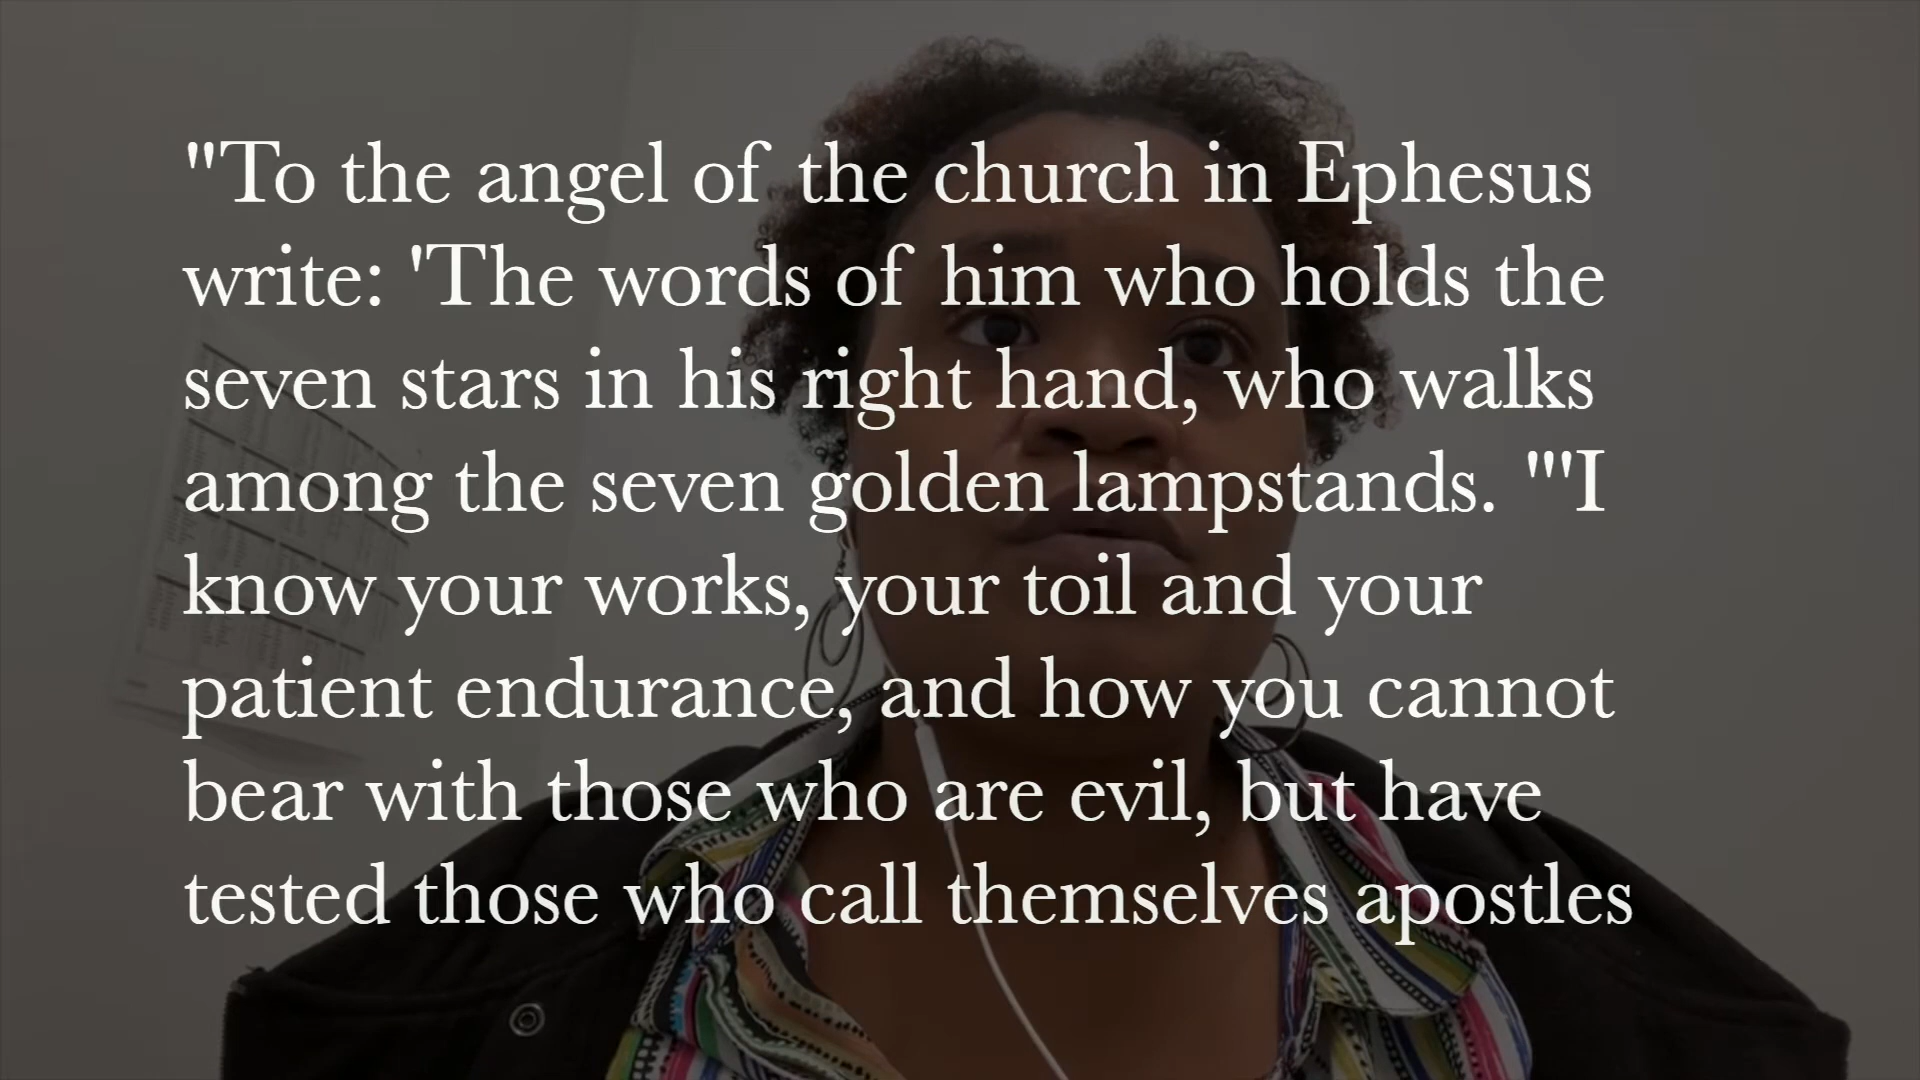 "To the angel of the church in Ephesus
write: 'The words of him who holds the
seven stars in his right hand, who walks
among the seven golden lampstands. "'I
know your works, your toil and your
patient endurance, and how you cannot
bear with those who are evil, but have
tested those who call themselves apostles